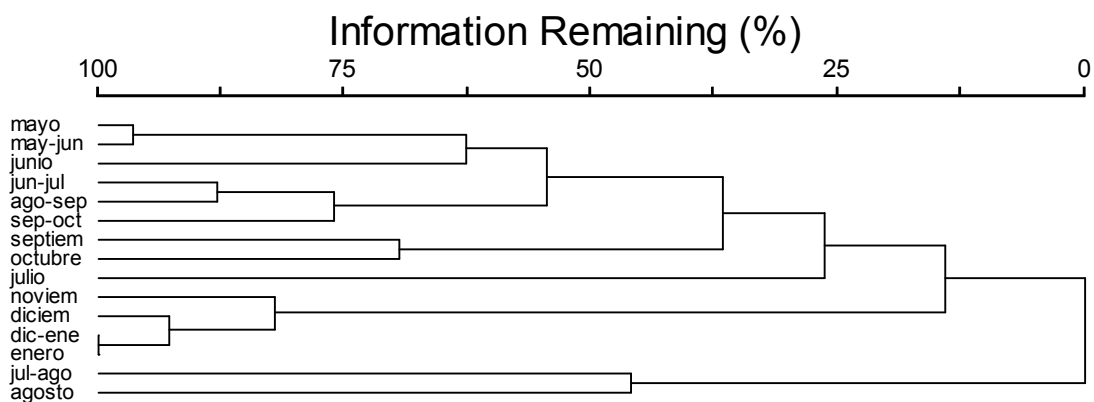 Information Remaining (%)
100 75 50 25 0
mayo
may-jun
junio
jun-jul
ago-sep
sep-oct
septiem
octubre
julio
noviem
diciem
dic-ene
enero
jul-ago
agosto